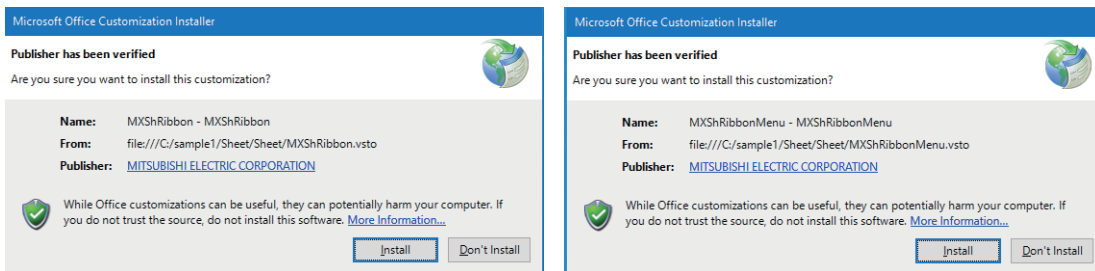 Microsoft Office Customization Installer
Publisher has been verified
Are you sure you want to install this customization?
Name: MXShRibbon - MXShRibbon
From: file:///C:/sample1/Sheet/Sheet/MXShRibbon.vsto
Publisher: MITSUBISHI ELECTRIC CORPORATION
While Office customizations can be useful, they can potentially harm your computer. If
you do not trust the source, do not install this software. More Information...
Install Don't Install
Microsoft Office Customization Installer
Publisher has been verified
Are you sure you want to install this customization?
Name: MXShRibbonMenu - MXShRibbonMenu
From: file:///C:/sample1/Sheet/Sheet/MXShRibbonMenu.vsto
Publisher: MITSUBISHI ELECTRIC CORPORATION
While Office customizations can be useful, they can potentially harm your computer. If
you do not trust the source, do not install this software. More Information...
Install Don't Install